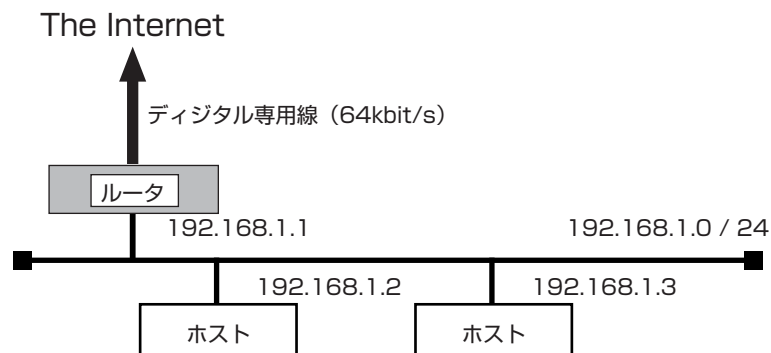 The Internet
ディジタル専用線（64kbit/s）
ルータ
192.168.1.1
192.168.1.0 / 24
192.168.1.2
192.168.1.3
ホスト
ホスト